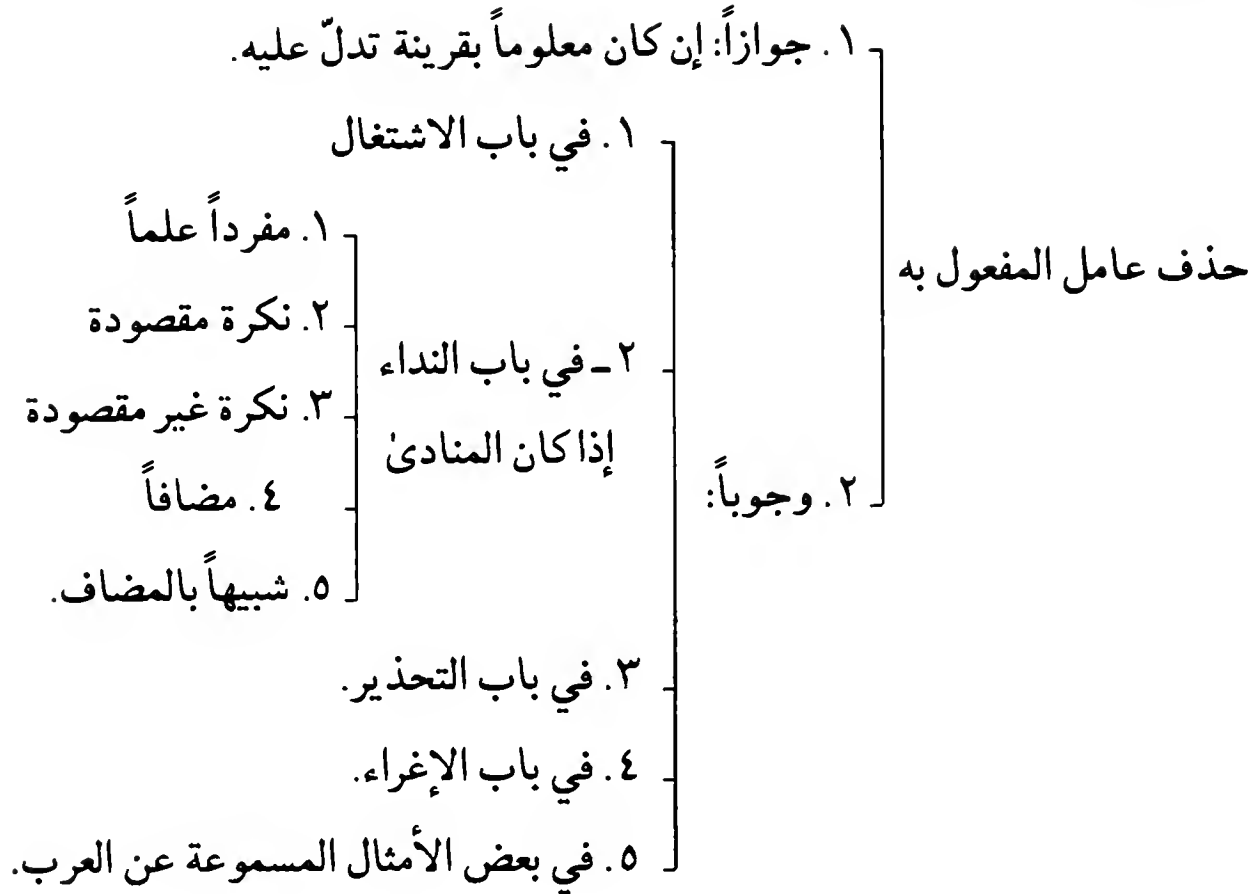 حذف عامل المفعول به
١. جوازاً: إن كان معلوماً بقرينة تدلّ عليه.
٢. وجوباً:
١. في باب الاشتغال
٢ ـ في باب النداء
إذا كان المنادىٰ
١. مفرداً علماً
٢. نكرة مقصودة
٣. نكرة غير مقصودة
٤. مضافاً
٥. شبيهاً بالمضاف.
٣. في باب التحذير.
٤. في باب الإغراء.
٥. في بعض الأمثال المسموعة عن العرب.